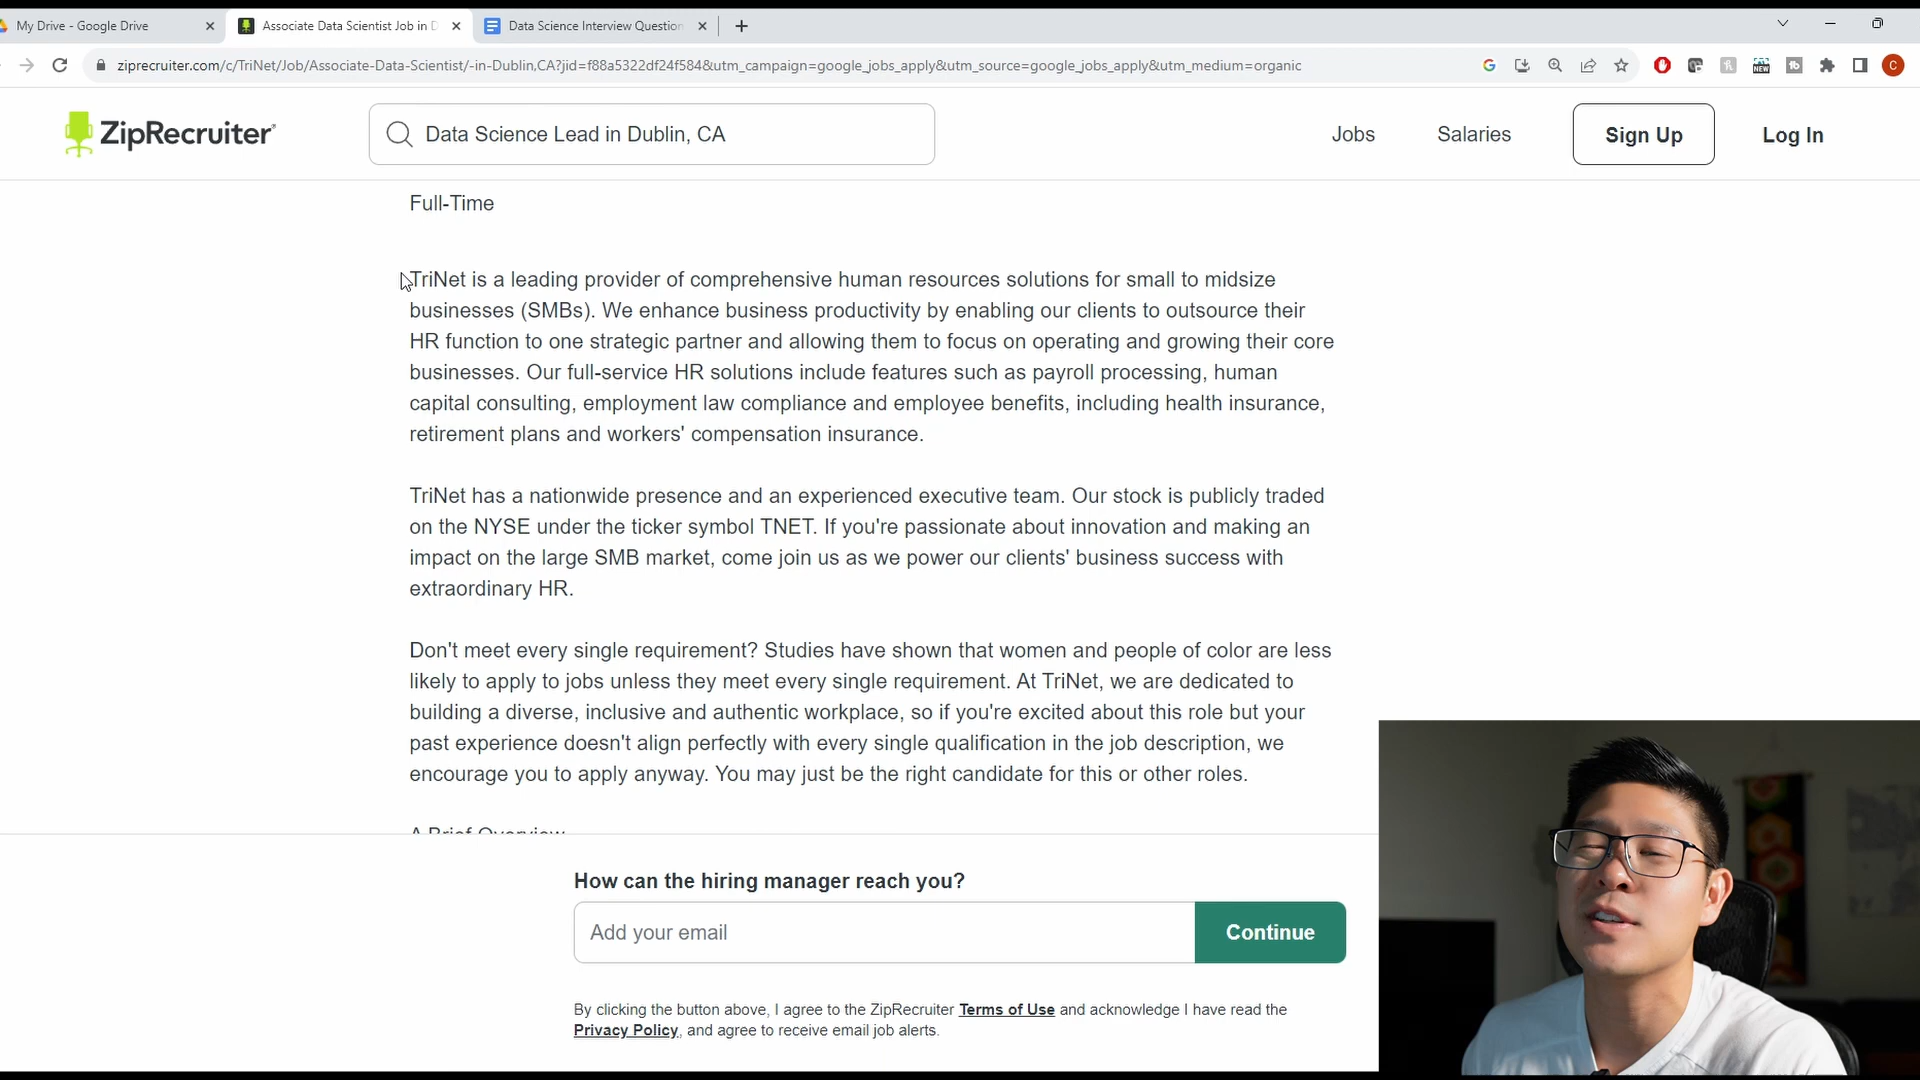 My Drive - Google Drive
Associate Data Scientist Job in D
Data Science Interview Question
ziprecruiter.com/c/TriNet/Job/Associate-Data-Scientist/-in-Dublin,CA?jid=f88a5322df24f584&utm_campaign=google_jobs_apply&utm_source=google_jobs_apply&utm_medium=organic
NEW
C
ZipRecruiter
Data Science Lead in Dublin, CA
Jobs
Salaries
Sign Up
Log In
Full-Time
TriNet is a leading provider of comprehensive human resources solutions for small to midsize
businesses (SMBs). We enhance business productivity by enabling our clients to outsource their
HR function to one strategic partner and allowing them to focus on operating and growing their core
businesses. Our full-service HR solutions include features such as payroll processing, human
capital consulting, employment law compliance and employee benefits, including health insurance,
retirement plans and workers' compensation insurance.
TriNet has a nationwide presence and an experienced executive team. Our stock is publicly traded
on the NYSE under the ticker symbol TNET. If you're passionate about innovation and making an
impact on the large SMB market, come join us as we power our clients' business success with
extraordinary HR.
Don't meet every single requirement? Studies have shown that women and people of color are less
likely to apply to jobs unless they meet every single requirement. At TriNet, we are dedicated to
building a diverse, inclusive and authentic workplace, so if you're excited about this role but your
past experience doesn't align perfectly with every single qualification in the job description, we
encourage you to apply anyway. You may just be the right candidate for this or other roles.
A Brief Overview
How can the hiring manager reach you?
Add your email
Continue
By clicking the button above, I agree to the ZipRecruiter Terms of Use and acknowledge I have read the
Privacy Policy, and agree to receive email job alerts.